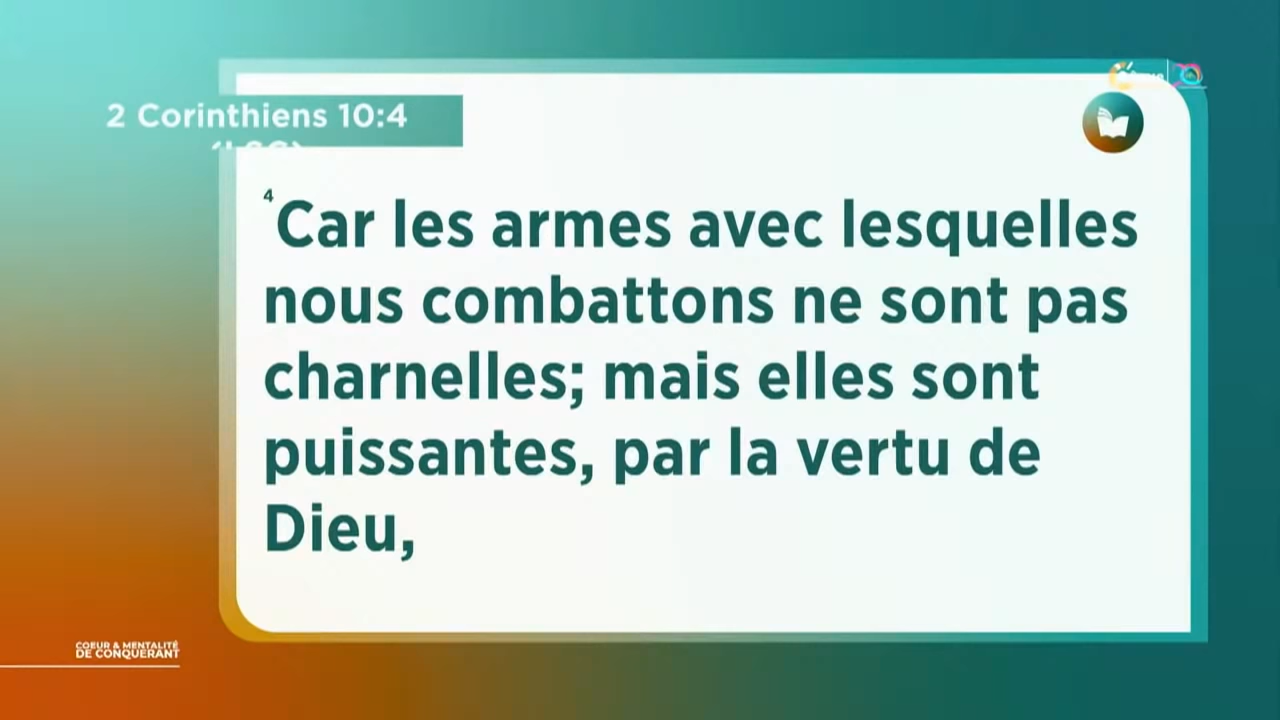 2 Corinthiens 10:4
4 Car les armes avec lesquelles
nous combattons ne sont pas
charnelles; mais elles sont
puissantes, par la vertu de
Dieu,
COEUR & MENTALITÉ
DE CONQUÉRANT